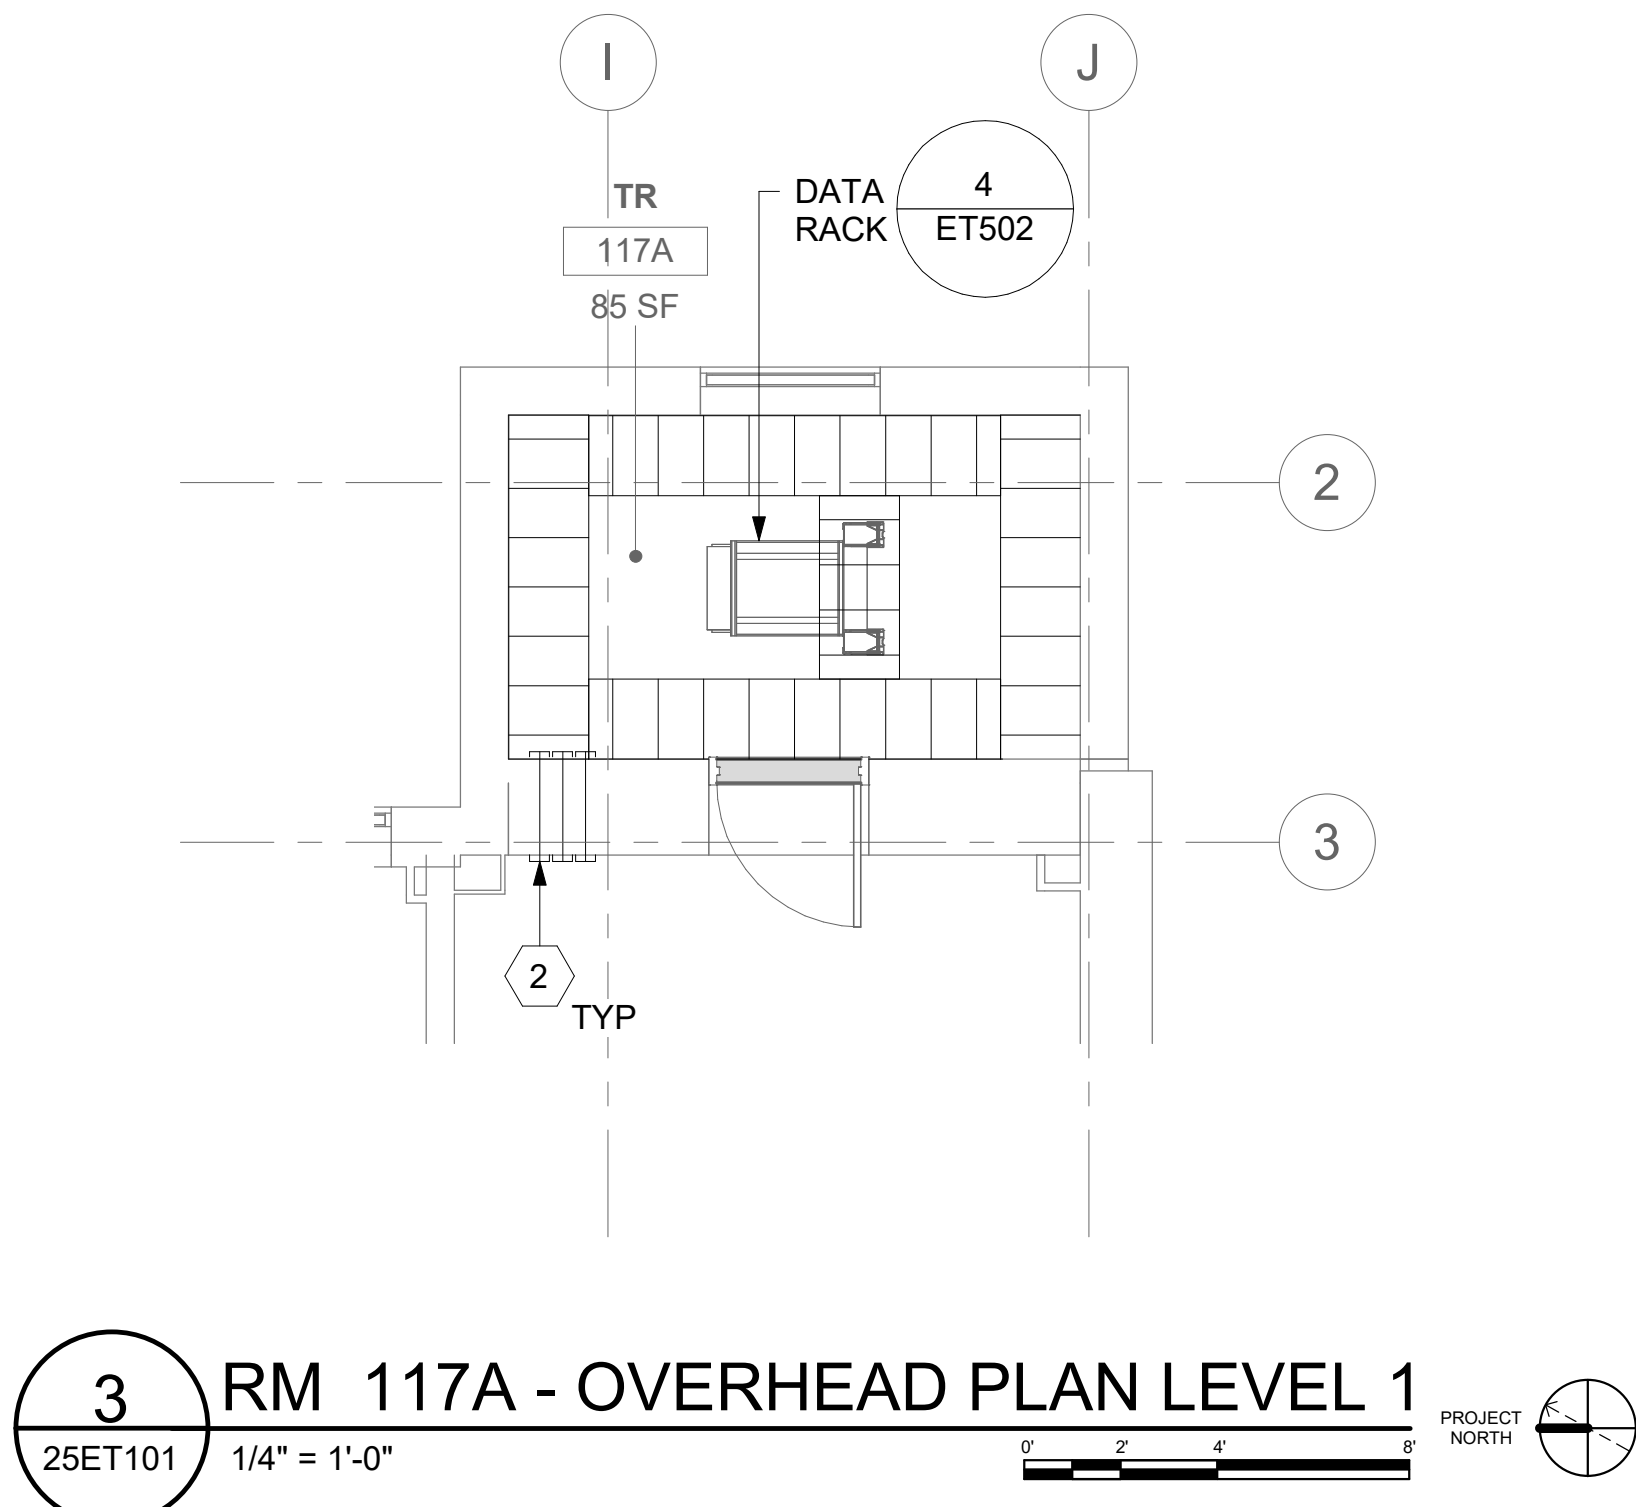 I
J
TR
117A
85 SF
DATA
RACK
4
ET502
2
3
2
TYP
3
25ET101
RM 117A - OVERHEAD PLAN LEVEL 1
1/4" = 1'-0"
0' 2' 4' 8'
PROJECT
NORTH